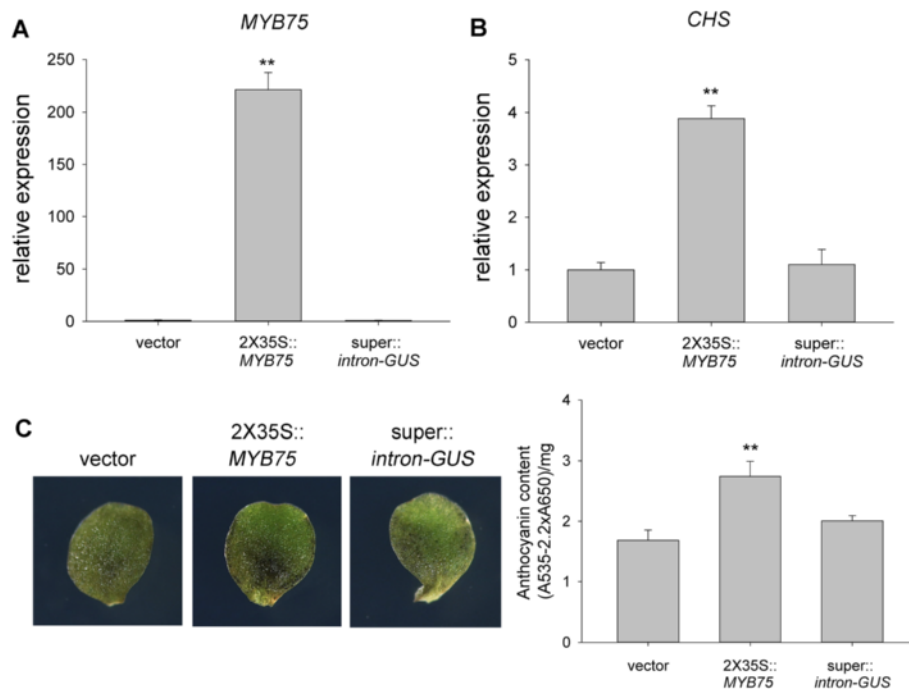 A
MYB75
relative expression
250
200
150
100
50
0
**
vector
2X35S::
MYB75
super::
intron-GUS
B
CHS
relative expression
5
4
3
2
1
0
**
vector
2X35S::
MYB75
super::
intron-GUS
C
vector
2X35S::
MYB75
super::
intron-GUS
Anthocyanin content
(A535-2.2xA650)/mg
4
3
2
1
0
**
vector
2X35S::
MYB75
super::
intron-GUS